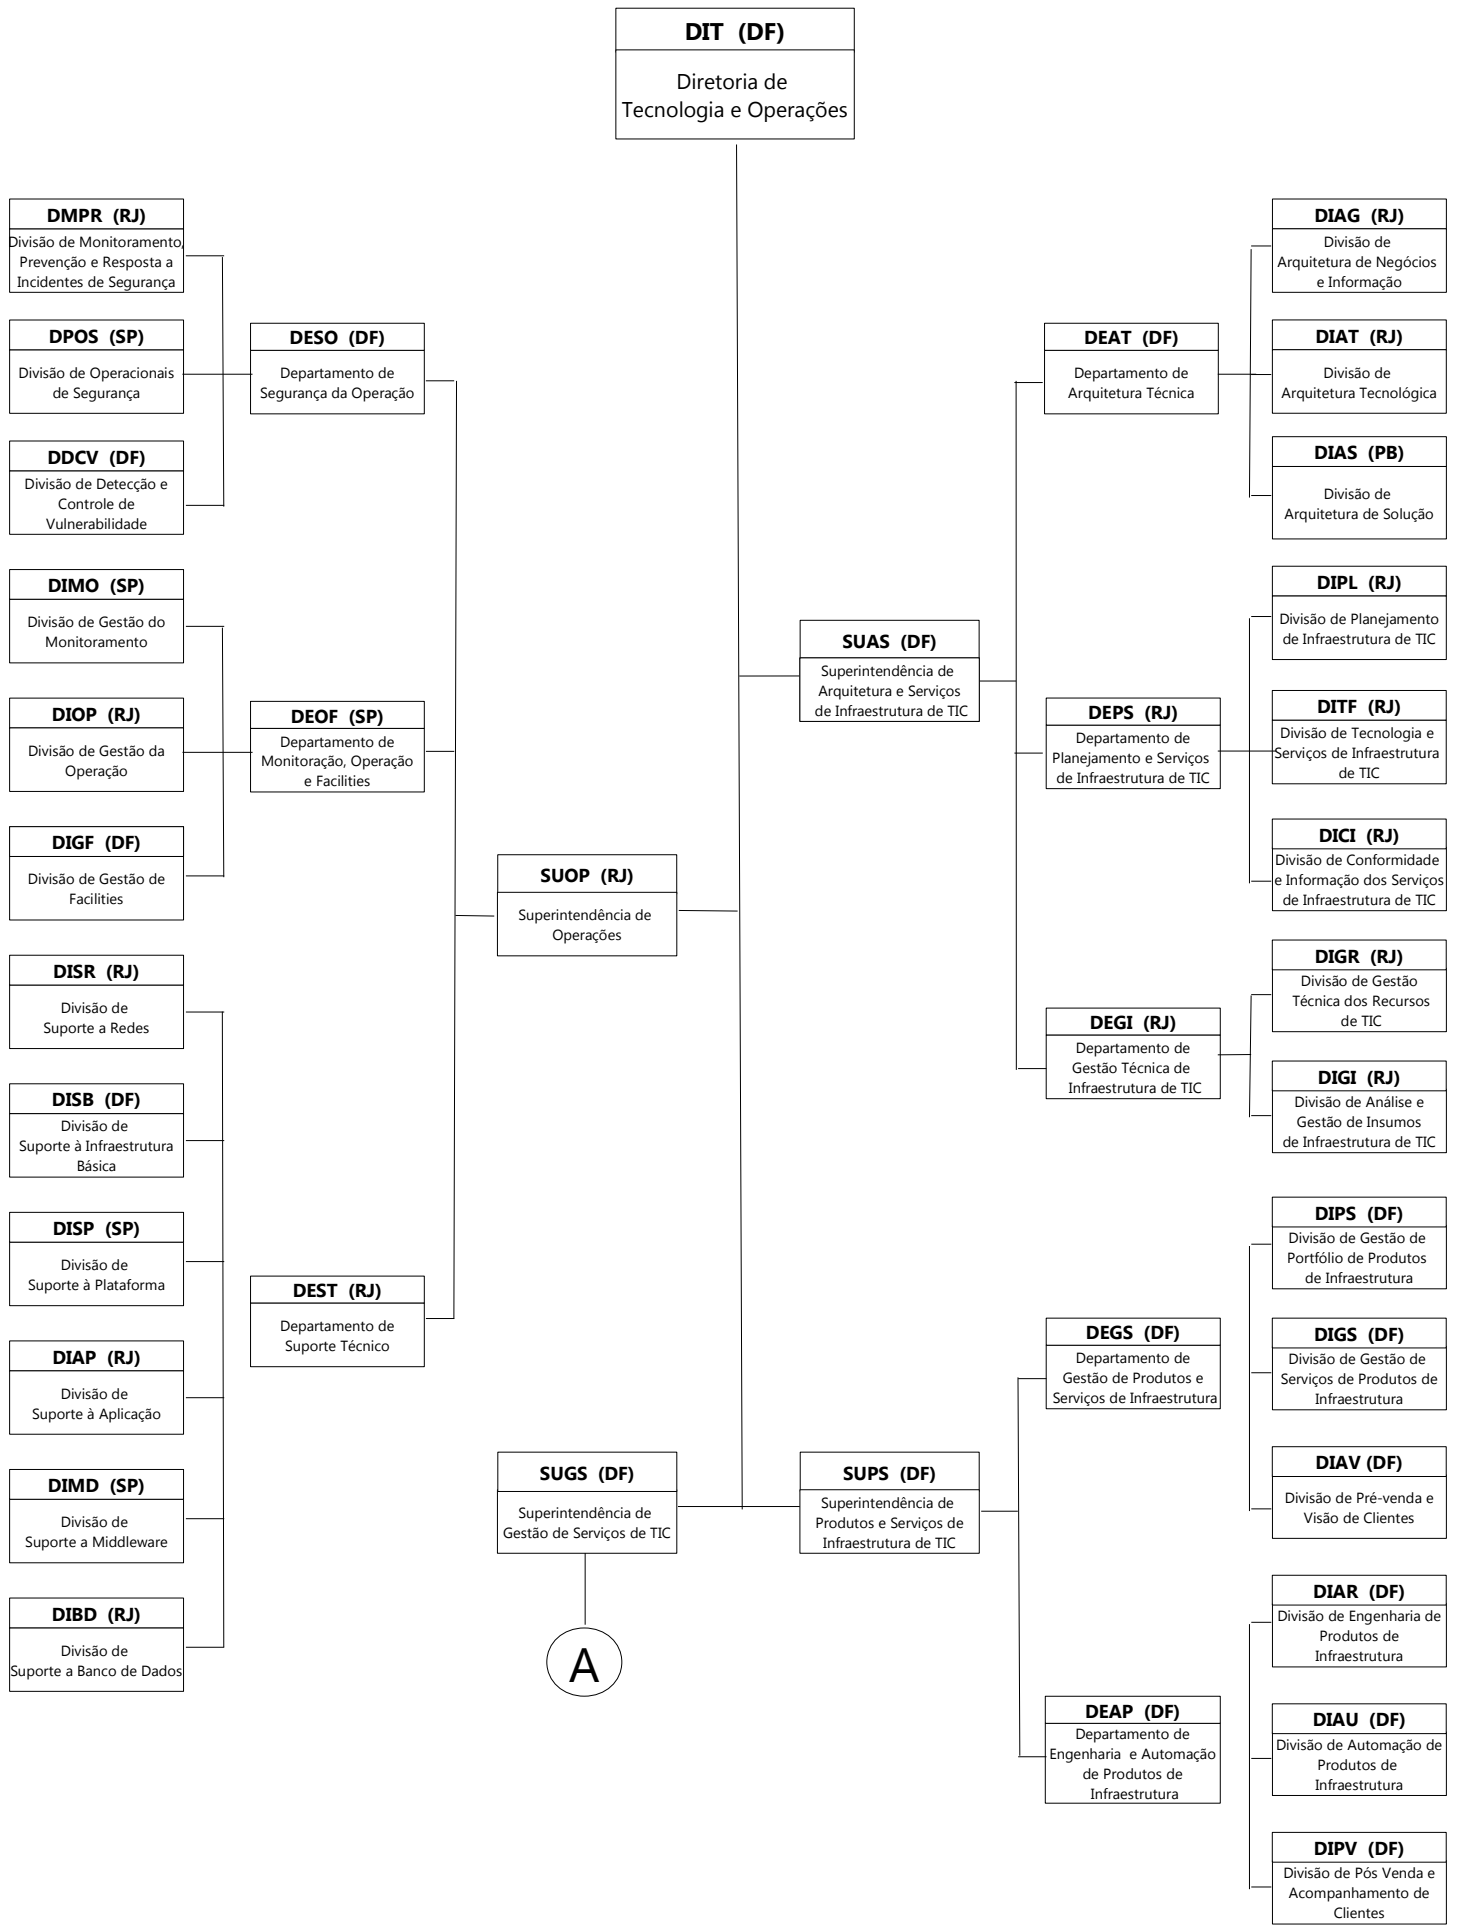 DIT (DF)
Diretoria de
Tecnologia e Operações
DMPR (RJ)
Divisão de Monitoramento,
Prevenção e Resposta a
Incidentes de Segurança
DPOS (SP)
Divisão de Operacionais
de Segurança
DDCV (DF)
Divisão de Detecção e
Controle de
Vulnerabilidade
DESO (DF)
Departamento de
Segurança da Operação
DIMO (SP)
Divisão de Gestão do
Monitoramento
DIOP (RJ)
Divisão de Gestão da
Operação
DIGF (DF)
Divisão de Gestão de
Facilities
DEOF (SP)
Departamento de
Monitoração, Operação
e Facilities
DISR (RJ)
Divisão de
Suporte a Redes
DISB (DF)
Divisão de
Suporte à Infraestrutura
Básica
DISP (SP)
Divisão de
Suporte à Plataforma
DIAP (RJ)
Divisão de
Suporte à Aplicação
DIMD (SP)
Divisão de
Suporte a Middleware
DIBD (RJ)
Divisão de
Suporte a Banco de Dados
DEST (RJ)
Departamento de
Suporte Técnico
SUOP (RJ)
Superintendência de
Operações
SUGS (DF)
Superintendência de
Gestão de Serviços de TIC
A
SUAS (DF)
Superintendência de
Arquitetura e Serviços
de Infraestrutura de TIC
SUPS (DF)
Superintendência de
Produtos e Serviços de
Infraestrutura de TIC
DEAT (DF)
Departamento de
Arquitetura Técnica
DIAG (RJ)
Divisão de
Arquitetura de Negócios
e Informação
DIAT (RJ)
Divisão de
Arquitetura Tecnológica
DIAS (PB)
Divisão de
Arquitetura de Solução
DEPS (RJ)
Departamento de
Planejamento e Serviços
de Infraestrutura de TIC
DIPL (RJ)
Divisão de Planejamento
de Infraestrutura de TIC
DITF (RJ)
Divisão de Tecnologia e
Serviços de Infraestrutura
de TIC
DICI (RJ)
Divisão de Conformidade
e Informação dos Serviços
de Infraestrutura de TIC
DEGI (RJ)
Departamento de
Gestão Técnica de
Infraestrutura de TIC
DIGR (RJ)
Divisão de Gestão
Técnica dos Recursos
de TIC
DIGI (RJ)
Divisão de Análise e
Gestão de Insumos
de Infraestrutura de TIC
DEGS (DF)
Departamento de
Gestão de Produtos e
Serviços de Infraestrutura
DIPS (DF)
Divisão de Gestão de
Portfólio de Produtos
de Infraestrutura
DIGS (DF)
Divisão de Gestão de
Serviços de Produtos de
Infraestrutura
DIAV (DF)
Divisão de Pré-venda e
Visão de Clientes
DEAP (DF)
Departamento de
Engenharia e Automação
de Produtos de
Infraestrutura
DIAR (DF)
Divisão de Engenharia de
Produtos de
Infraestrutura
DIAU (DF)
Divisão de Automação de
Produtos de
Infraestrutura
DIPV (DF)
Divisão de Pós Venda e
Acompanhamento de
Clientes